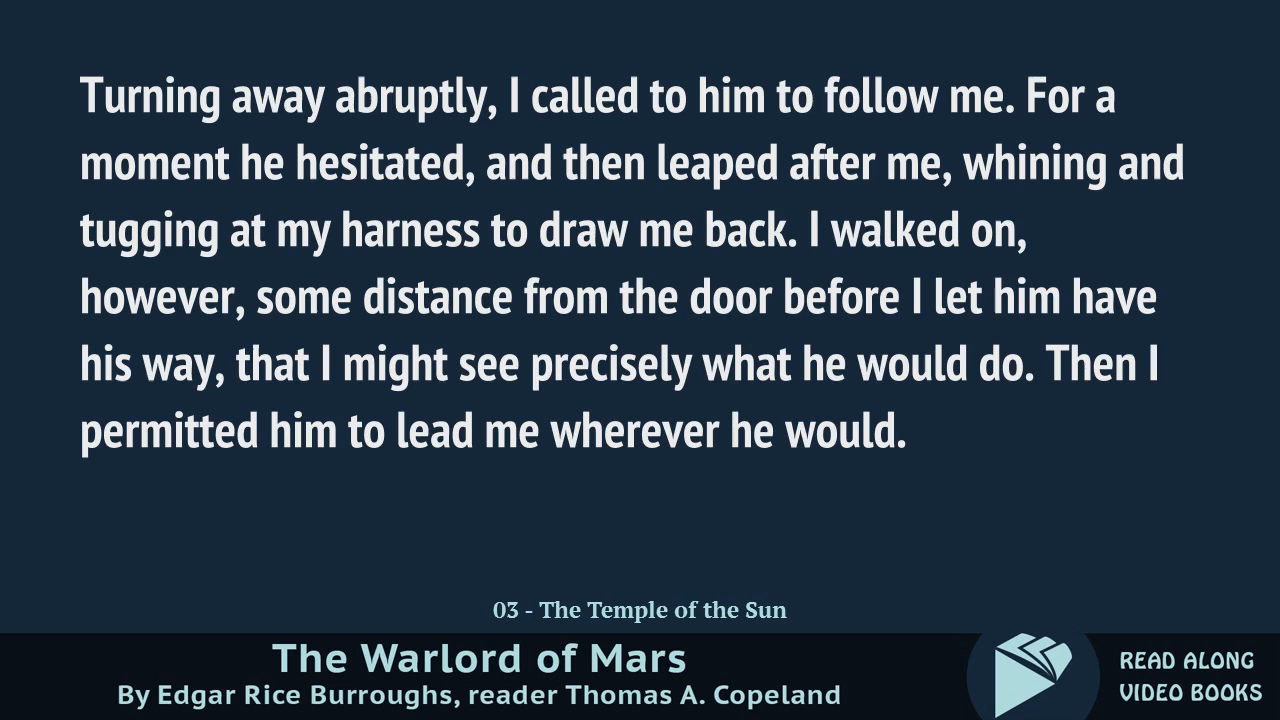 Turning away abruptly, I called to him to follow me. For a
moment he hesitated, and then leaped after me, whining and
tugging at my harness to draw me back. I walked on,
however, some distance from the door before I let him have
his way, that I might see precisely what he would do. Then I
permitted him to lead me wherever he would.
03 - The Temple of the Sun
The Warlord of Mars
By Edgar Rice Burroughs, reader Thomas A. Copeland
READ ALONG
VIDEO BOOKS